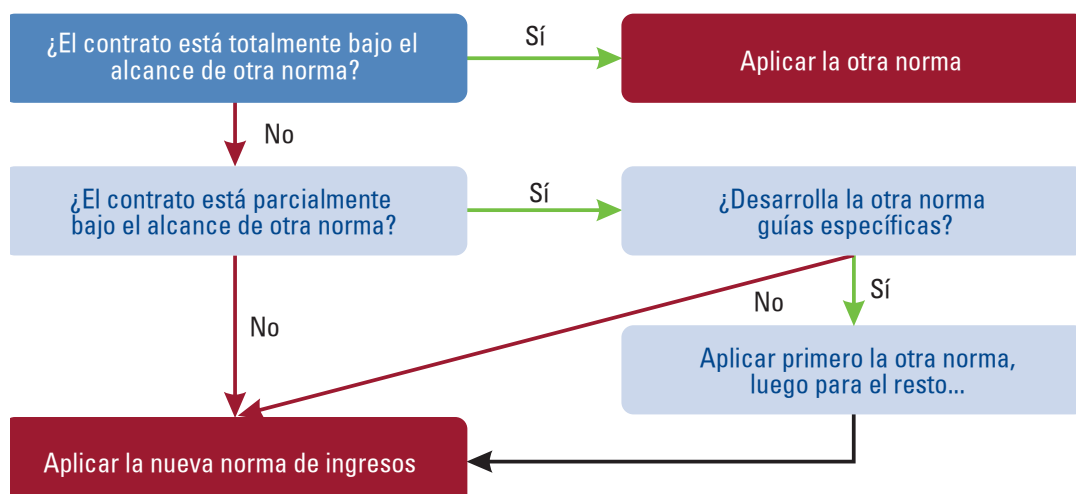 ¿El contrato está totalmente bajo el
alcance de otra norma?
Sí
Aplicar la otra norma
No
¿El contrato está parcialmente
bajo el alcance de otra norma?
Sí
¿Desarrolla la otra norma
guías específicas?
No
No
Sí
Aplicar primero la otra norma,
luego para el resto...
Aplicar la nueva norma de ingresos